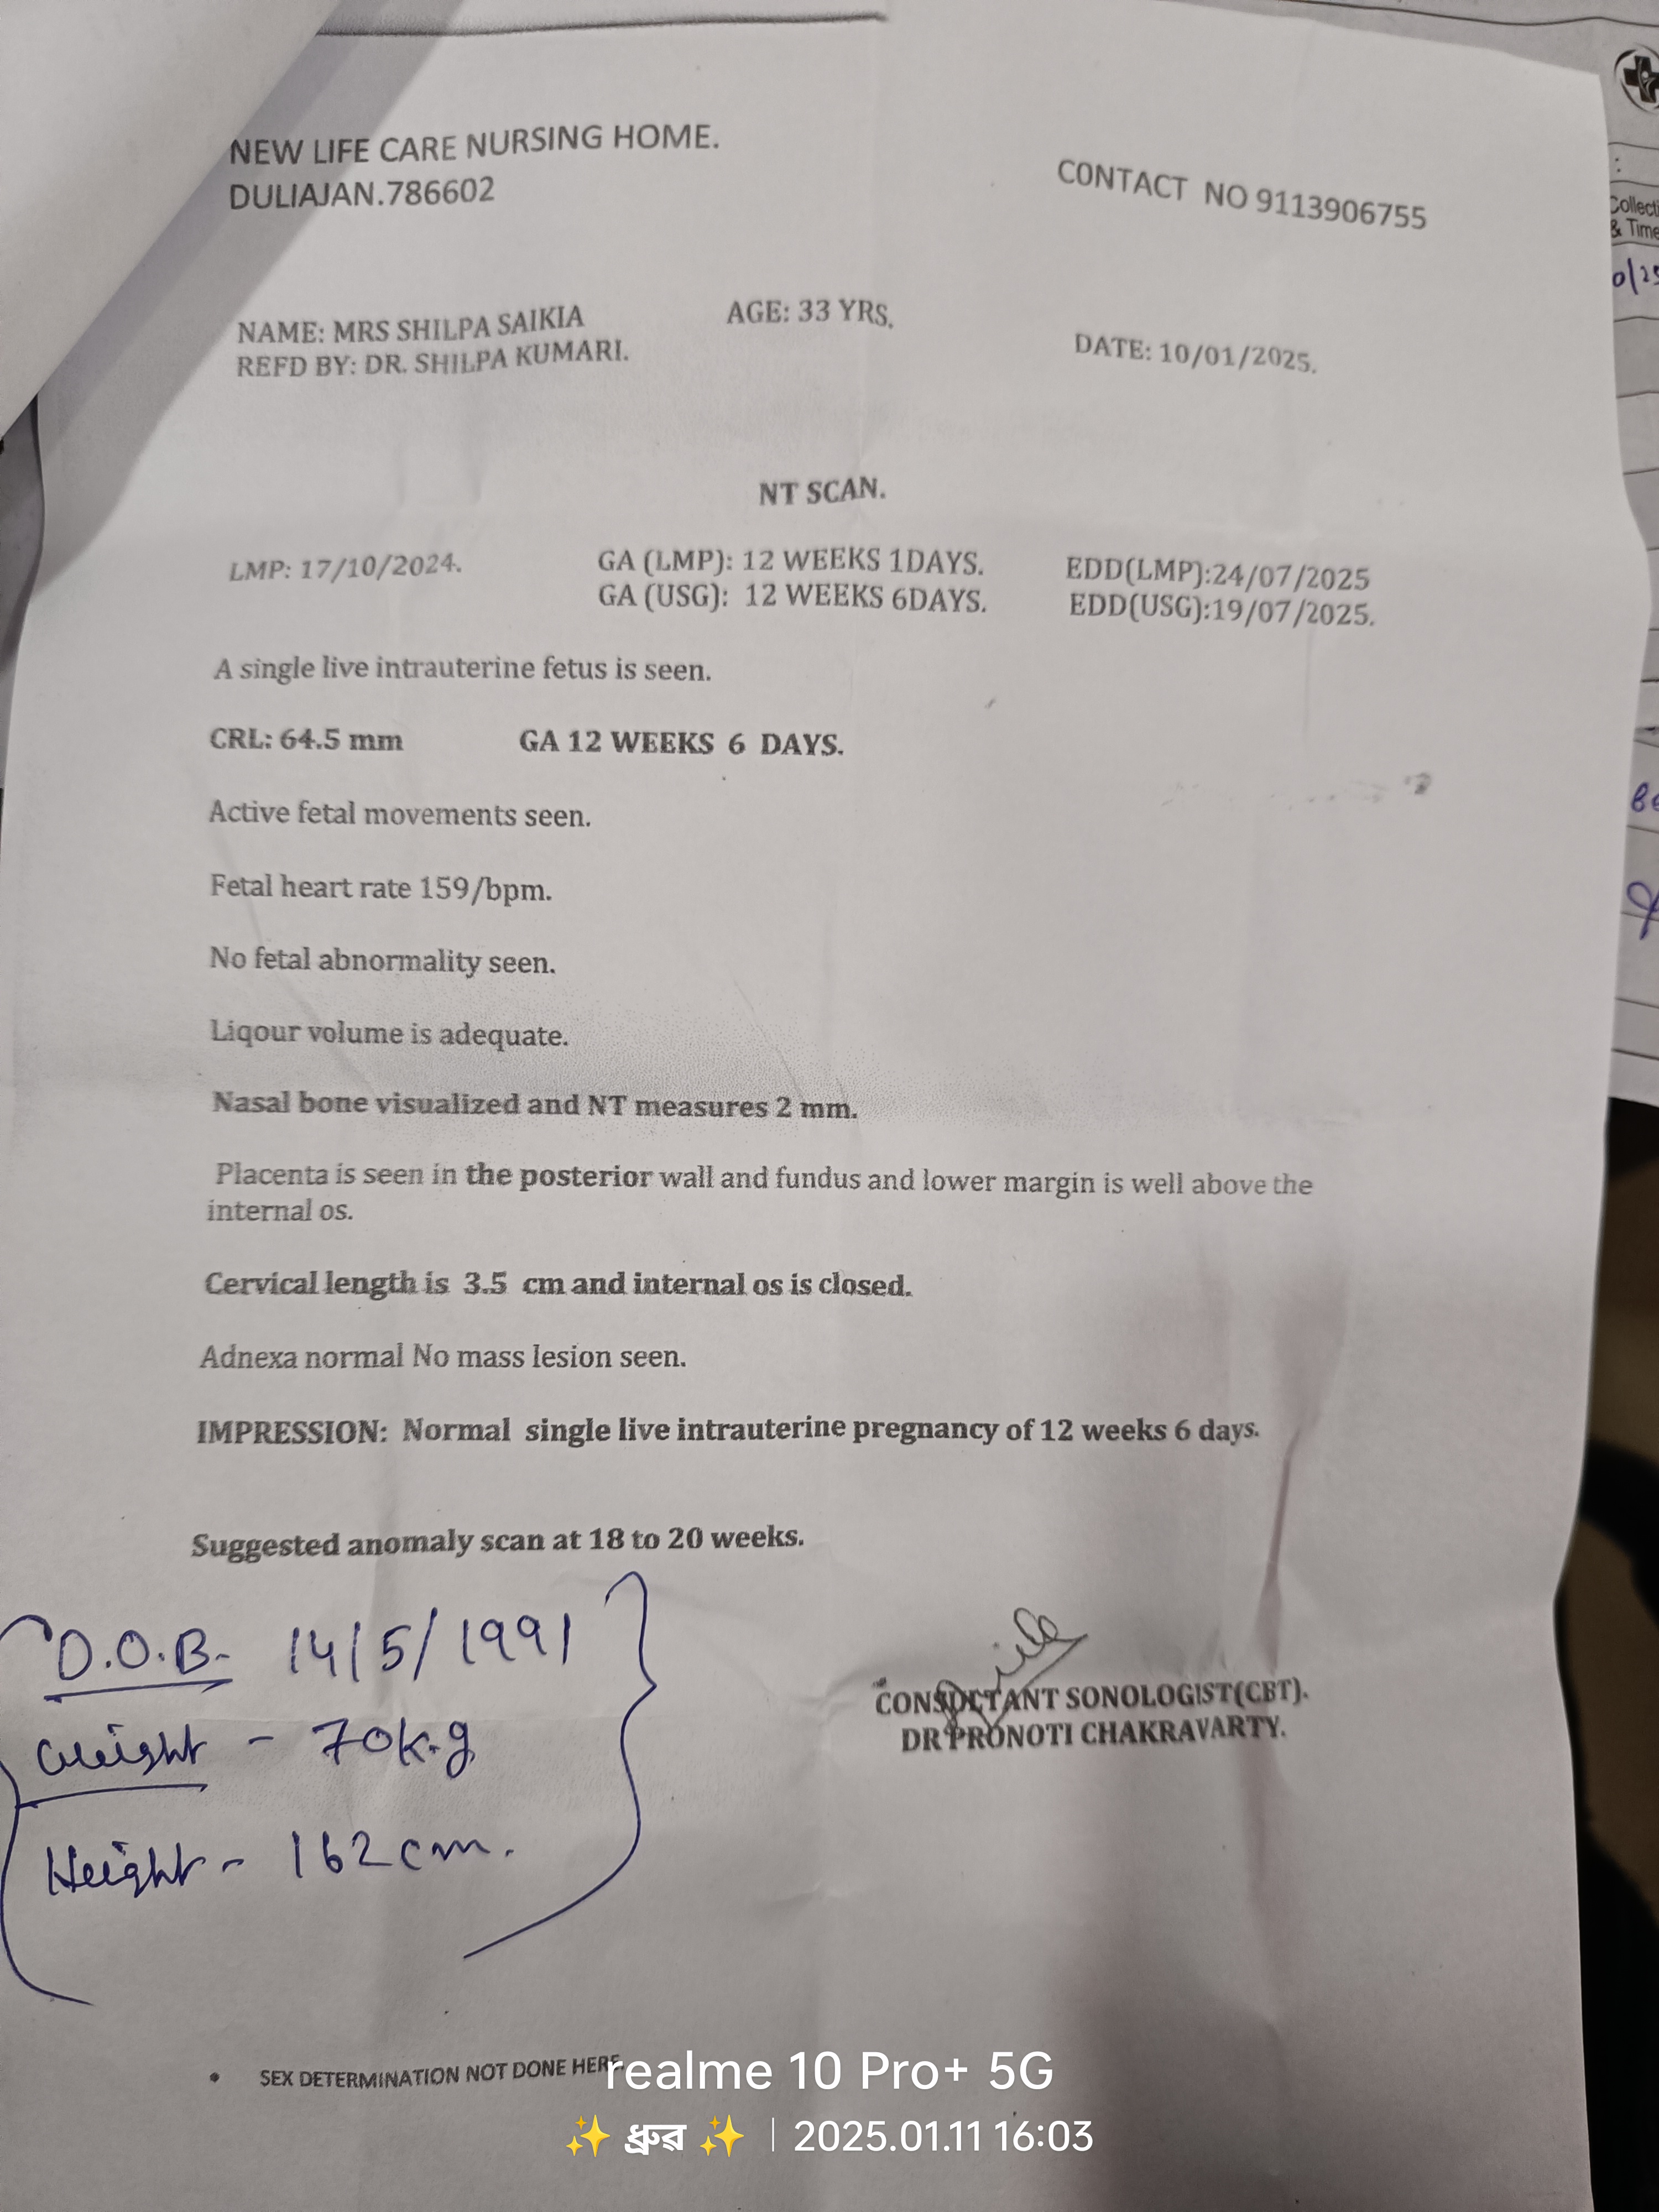 NEW LIFE CARE NURSING HOME.
DULIAJAN.786602
CONTACT NO 9113906755
NAME: MRS SHILPA SAIKIA
AGE: 33 YRS.
REFD BY: DR. SHILPA KUMARI.
DATE: 10/01/2025.
NT SCAN.
LMP: 17/10/2024.
GA (LMP): 12 WEEKS 1DAYS.
EDD(LMP):24/07/2025
GA (USG): 12 WEEKS 6DAYS.
EDD(USG):19/07/2025.
A single live intrauterine fetus is seen.
CRL: 64.5 mm GA 12 WEEKS 6 DAYS.
Active fetal movements seen.
Fetal heart rate 159/bpm.
No fetal abnormality seen.
Liqour volume is adequate.
Nasal bone visualized and NT measures 2 mm.
Placenta is seen in the posterior wall and fundus and lower margin is well above the
internal os.
Cervical length is 3.5 cm and internal os is closed.
Adnexa normal No mass lesion seen.
IMPRESSION: Normal single live intrauterine pregnancy of 12 weeks 6 days.
Suggested anomaly scan at 18 to 20 weeks.
D.O.B- 14/5/1991
Weight - 70k.g
Height - 162cm.
CONSULTANT SONOLOGIST(CBT).
DR PRONOTI CHAKRAVARTY.
• SEX DETERMINATION NOT DONE HERE.
realme 10 Pro+ 5G
✨ ধ্ৰুৱ ✨ | 2025.01.11 16:03
Collecti
& Time